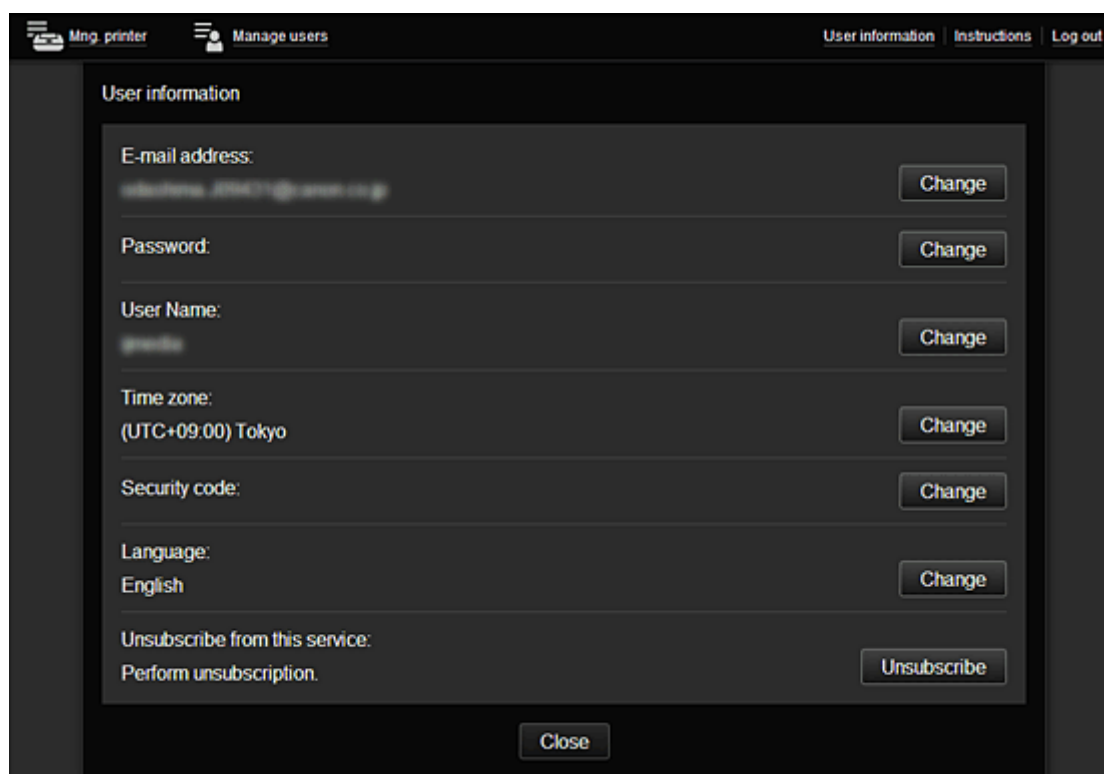 Mng. printer Manage users User information Instructions Log out
User information
E-mail address:
Change
Password:
Change
User Name:
Change
Time zone:
(UTC+09:00) Tokyo
Change
Security code:
Change
Language:
English
Change
Unsubscribe from this service:
Perform unsubscription.
Unsubscribe
Close